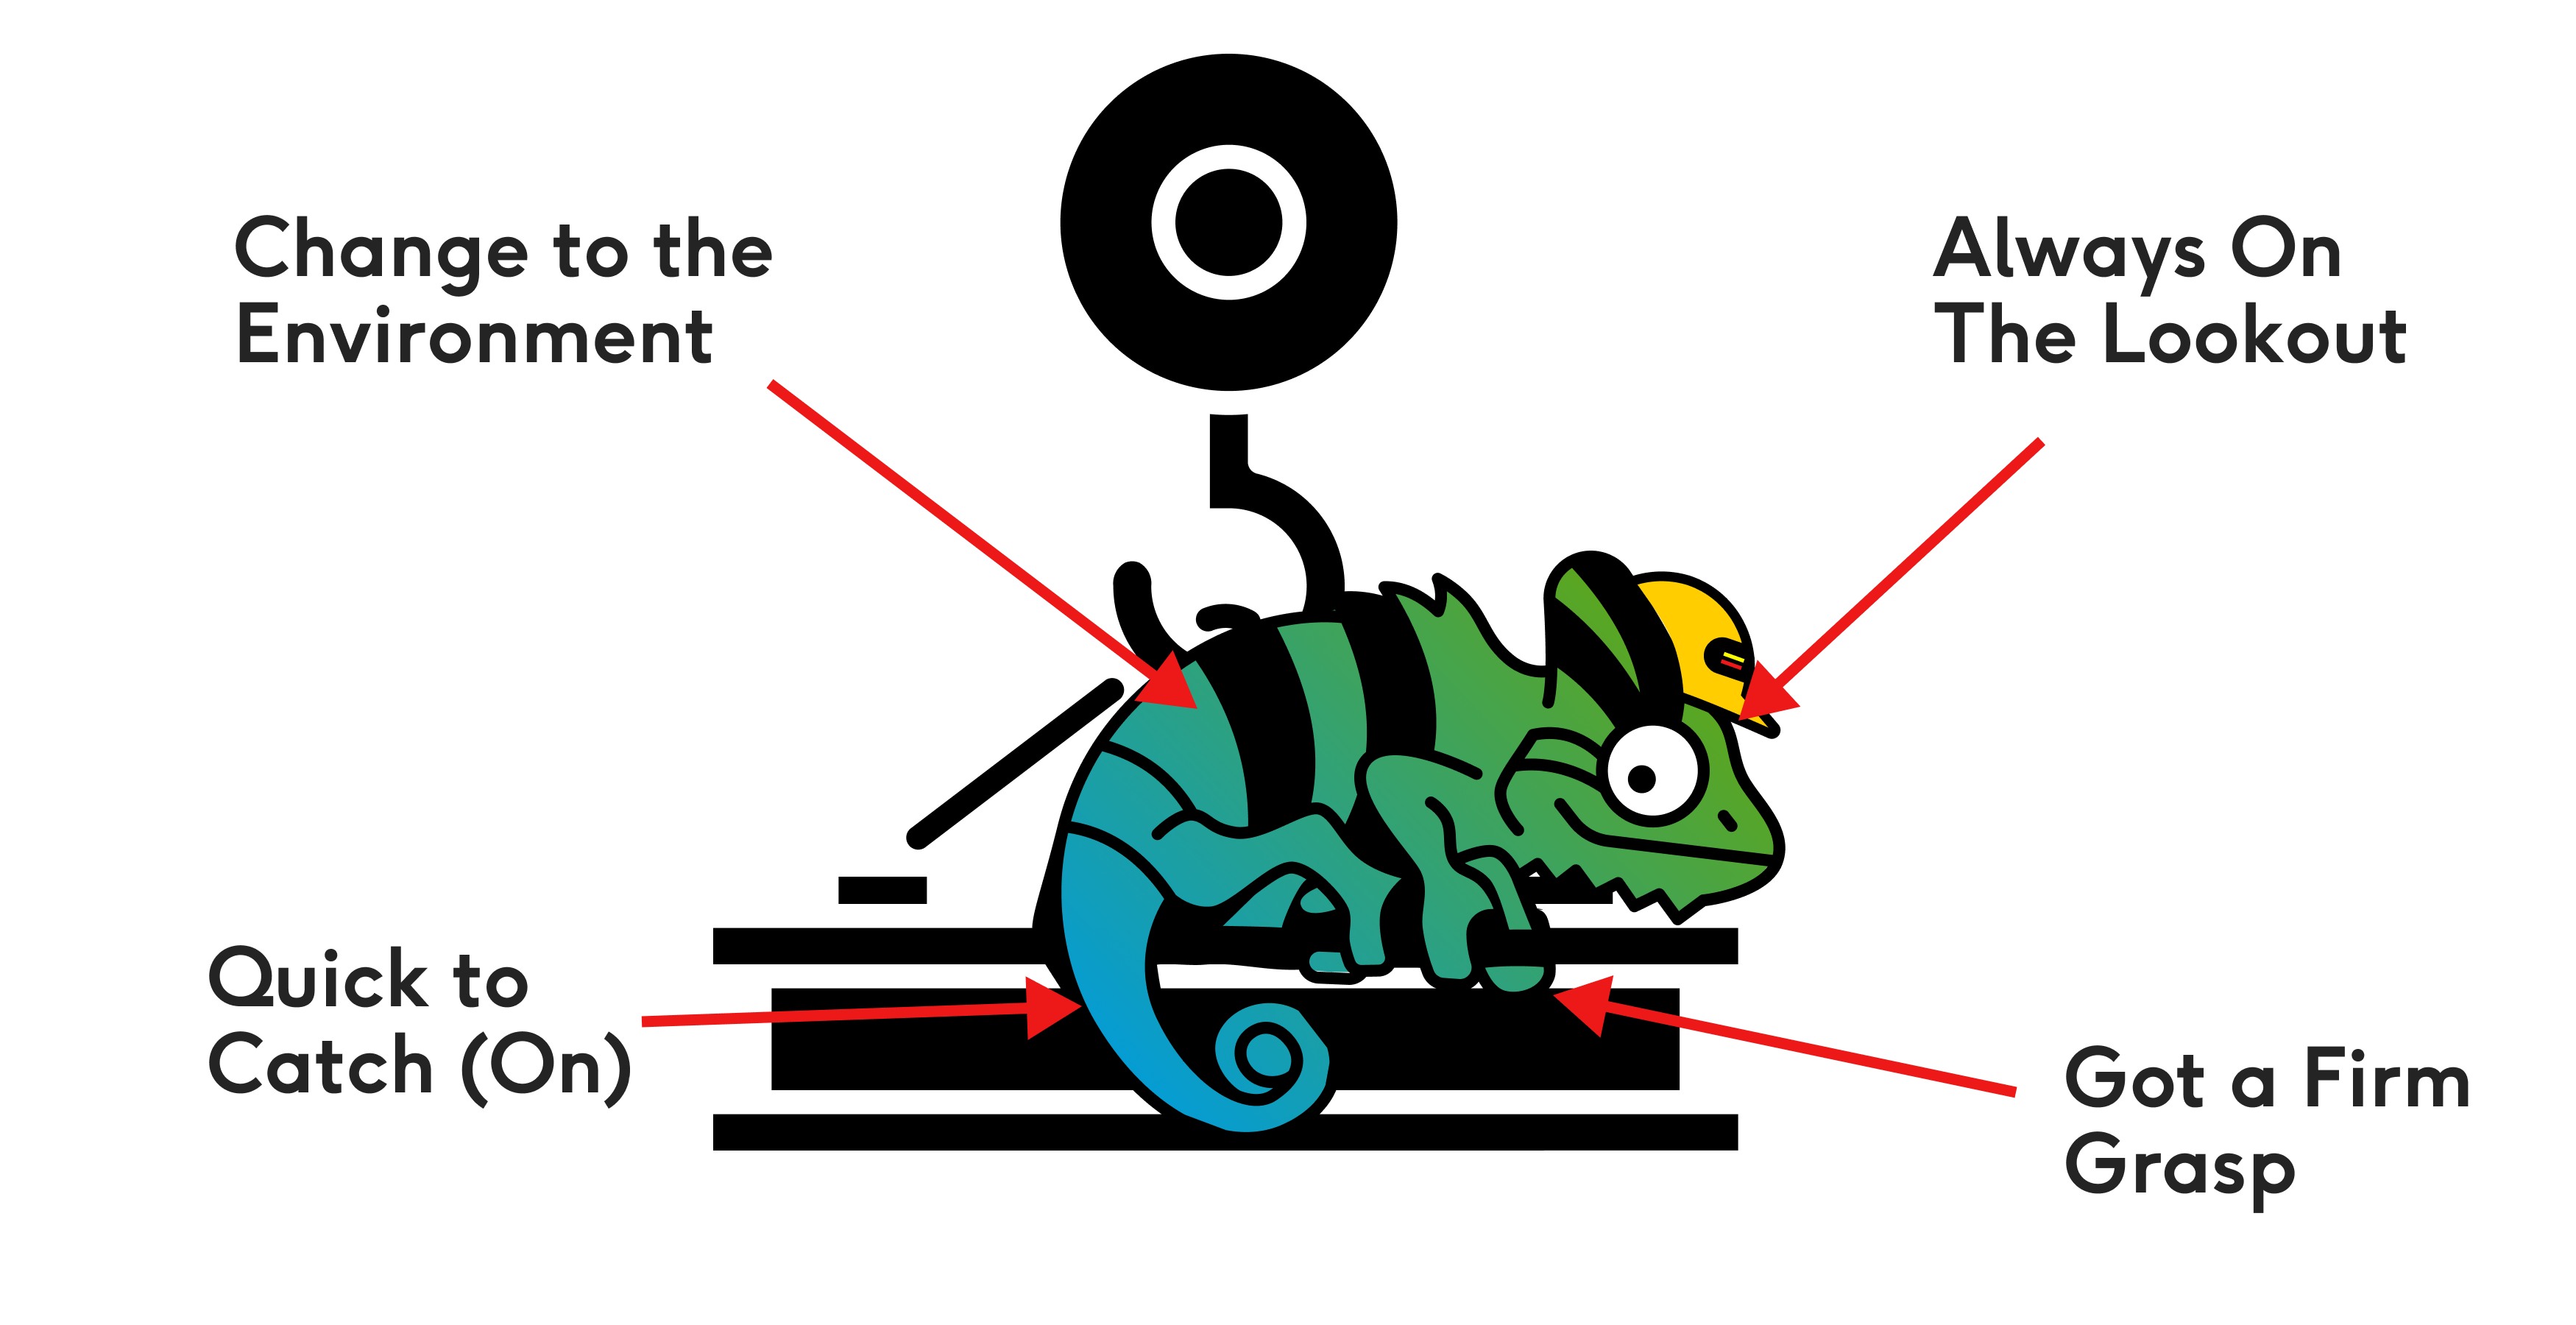 Change to the
Environment
Always On
The Lookout
Quick to
Catch (On)
Got a Firm
Grasp